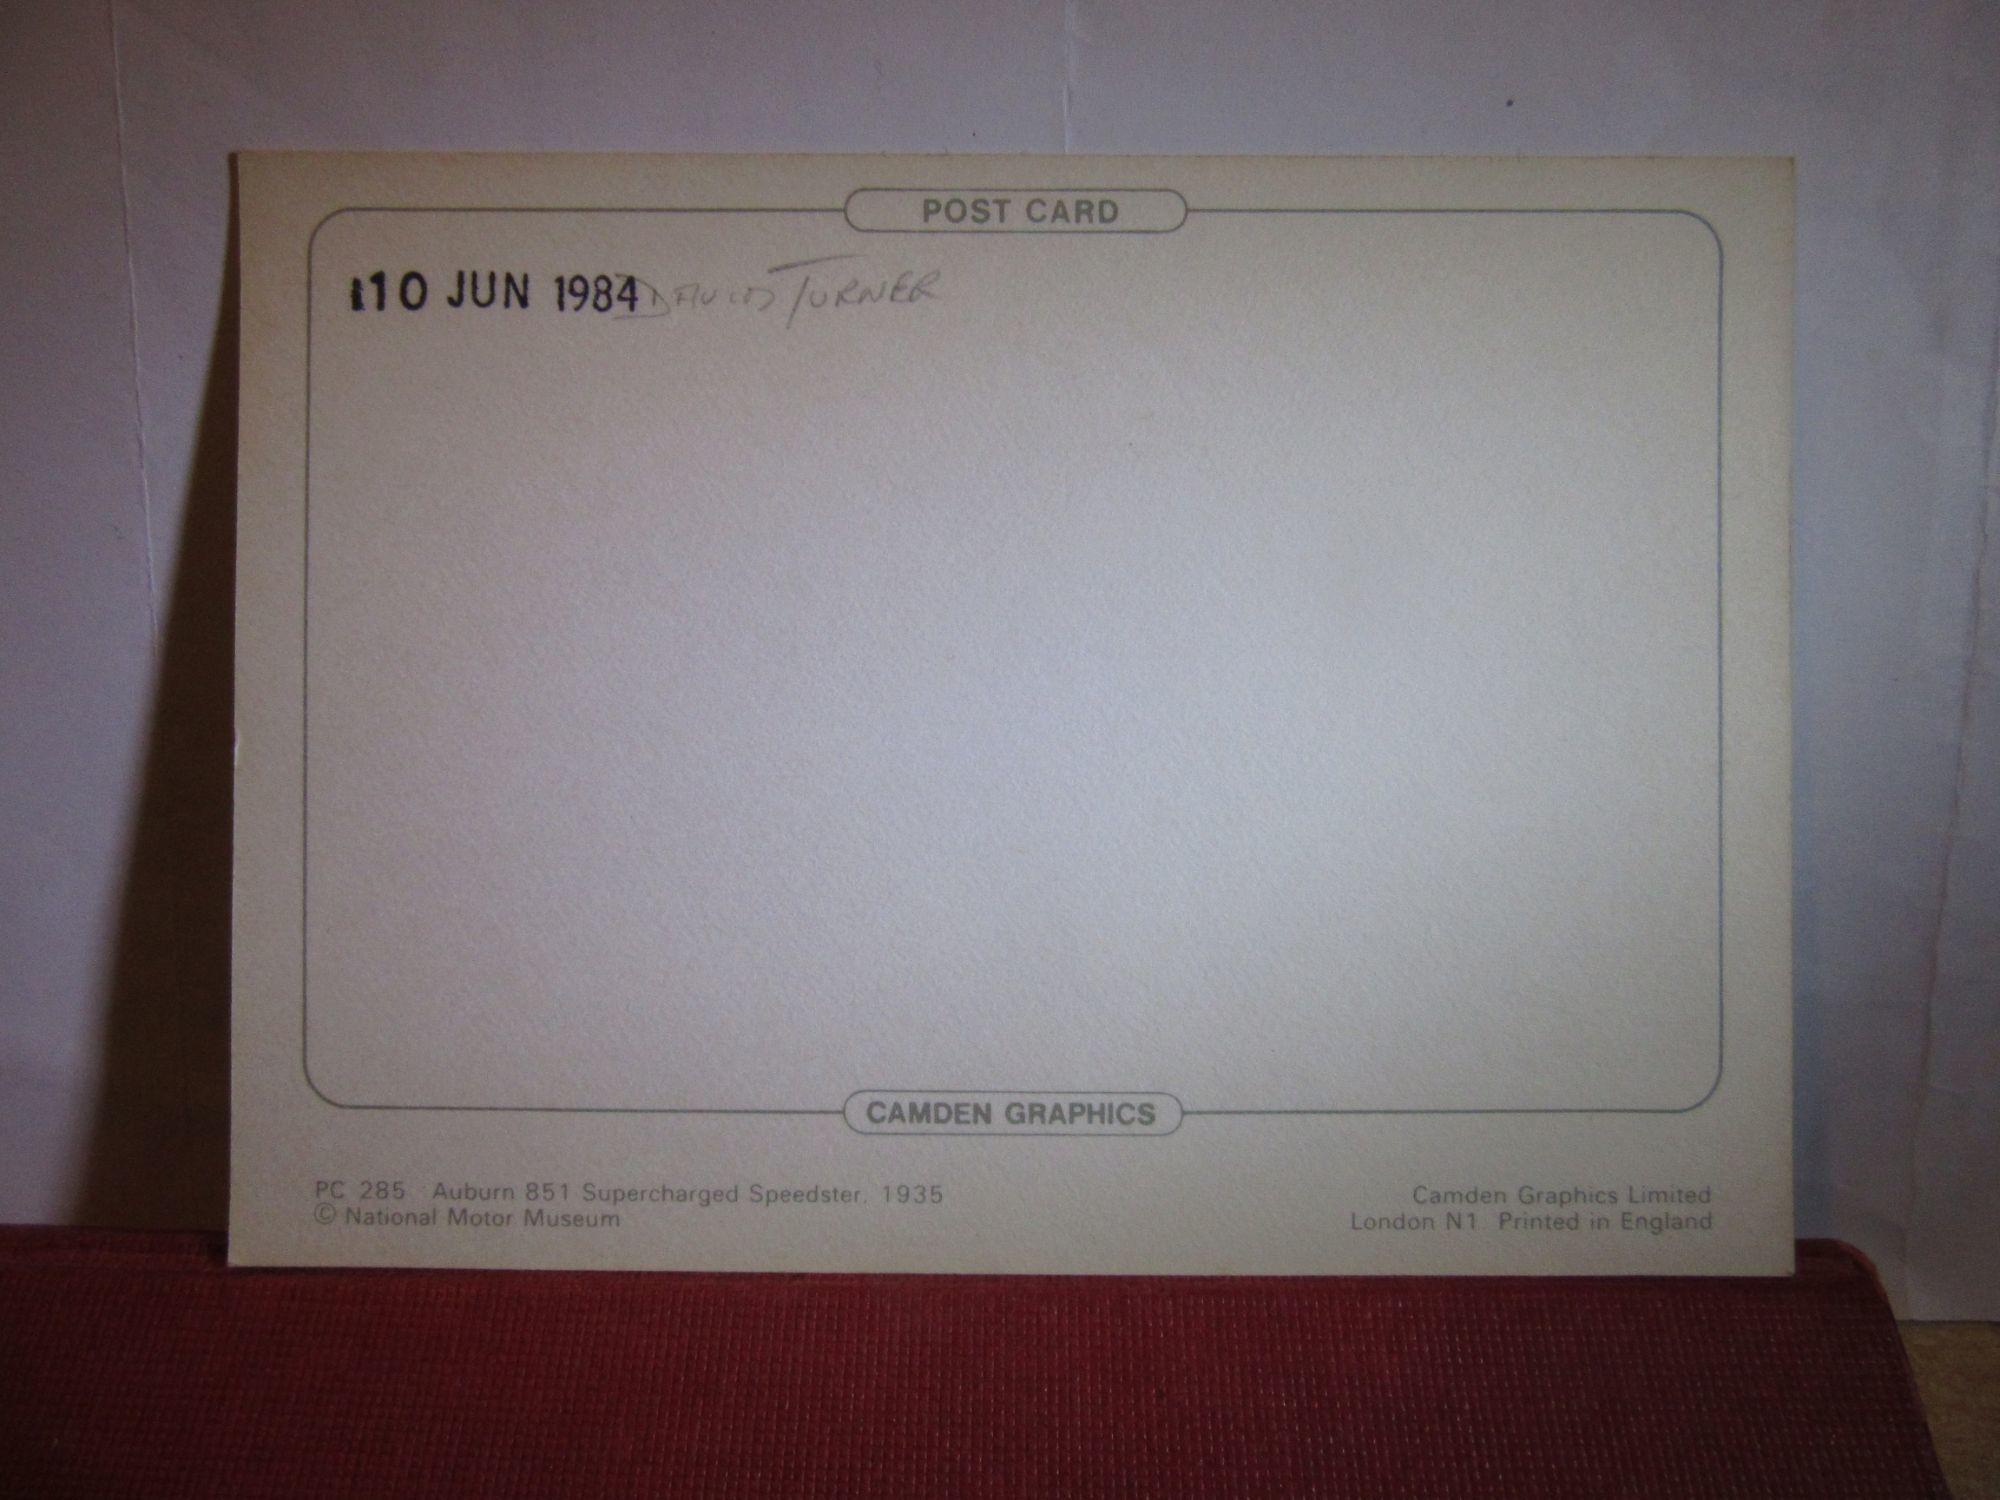 POST CARD
10 JUN 1984 DAVID TURNER
CAMDEN GRAPHICS
PC 285 Auburn 851 Supercharged Speedster, 1935
© National Motor Museum
Camden Graphics Limited
London N1 Printed in England